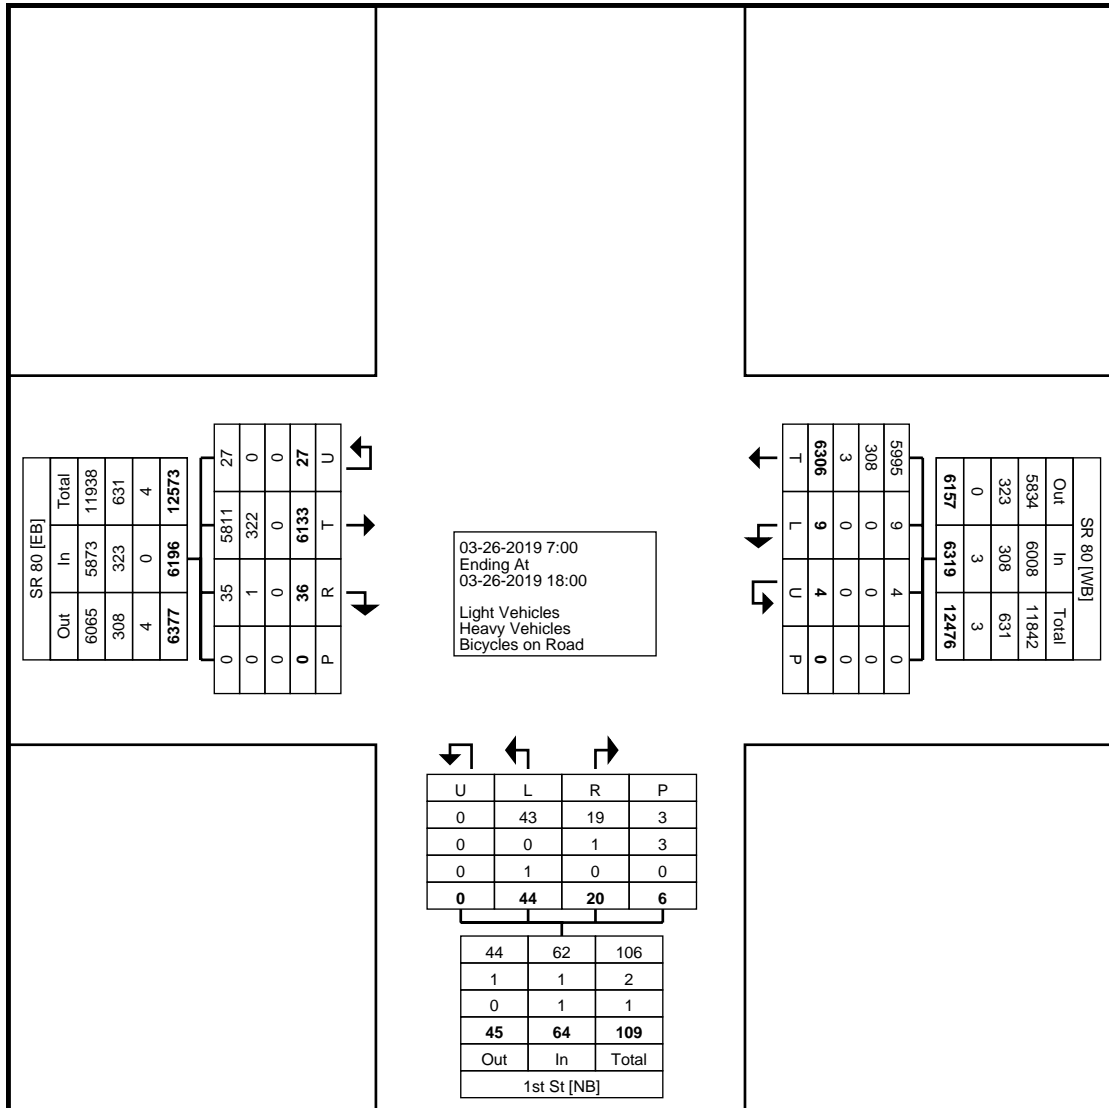 U T R P
27 6133 36 0
0 0 0 0
0 322 1 0
27 5811 35 0
12573 6196 6377
4 0 4
631 323 308
11938 5873 6065
Total In Out
SR 80 [EB]
03-26-2019 7:00
Ending At
03-26-2019 18:00
Light Vehicles
Heavy Vehicles
Bicycles on Road
SR 80 [WB]
Out In Total
5834 6008 11842
323 308 631
0 3 3
6157 6319 12476
5995 9 4 0
308 0 0 0
3 0 0 0
6306 9 4 0
T L U P
U L R P
0 43 19 3
0 0 1 3
0 1 0 0
0 44 20 6
44 62 106
1 1 2
0 1 1
45 64 109
Out In Total
1st St [NB]